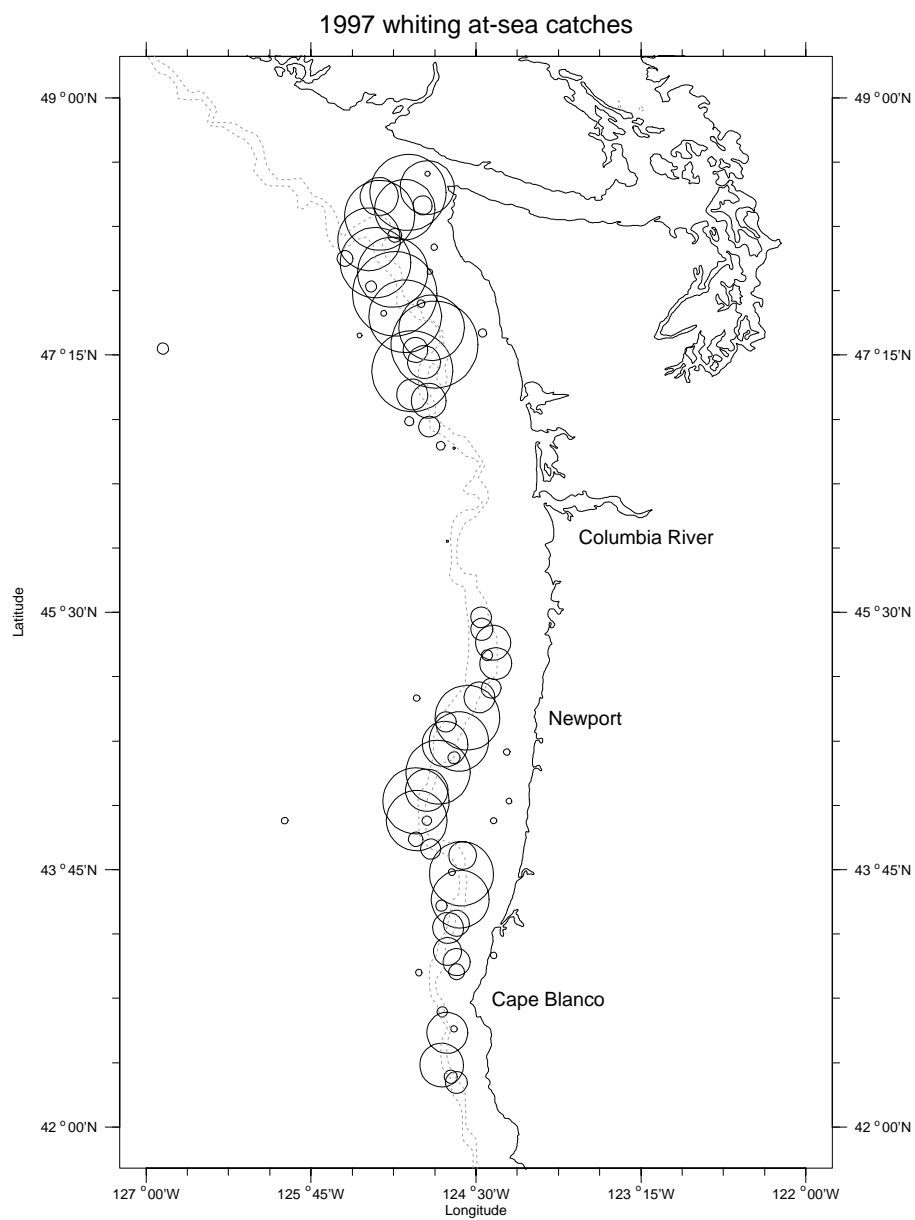 1997 whiting at-sea catches
49 °00'N
49 °00'N
47 °15'N
47 °15'N
Columbia River
45 °30'N
45 °30'N
Latitude
Newport
43 °45'N
43 °45'N
Cape Blanco
42 °00'N
42 °00'N
127 °00'W
125 °45'W
124 °30'W
123 °15'W
122 °00'W
Longitude